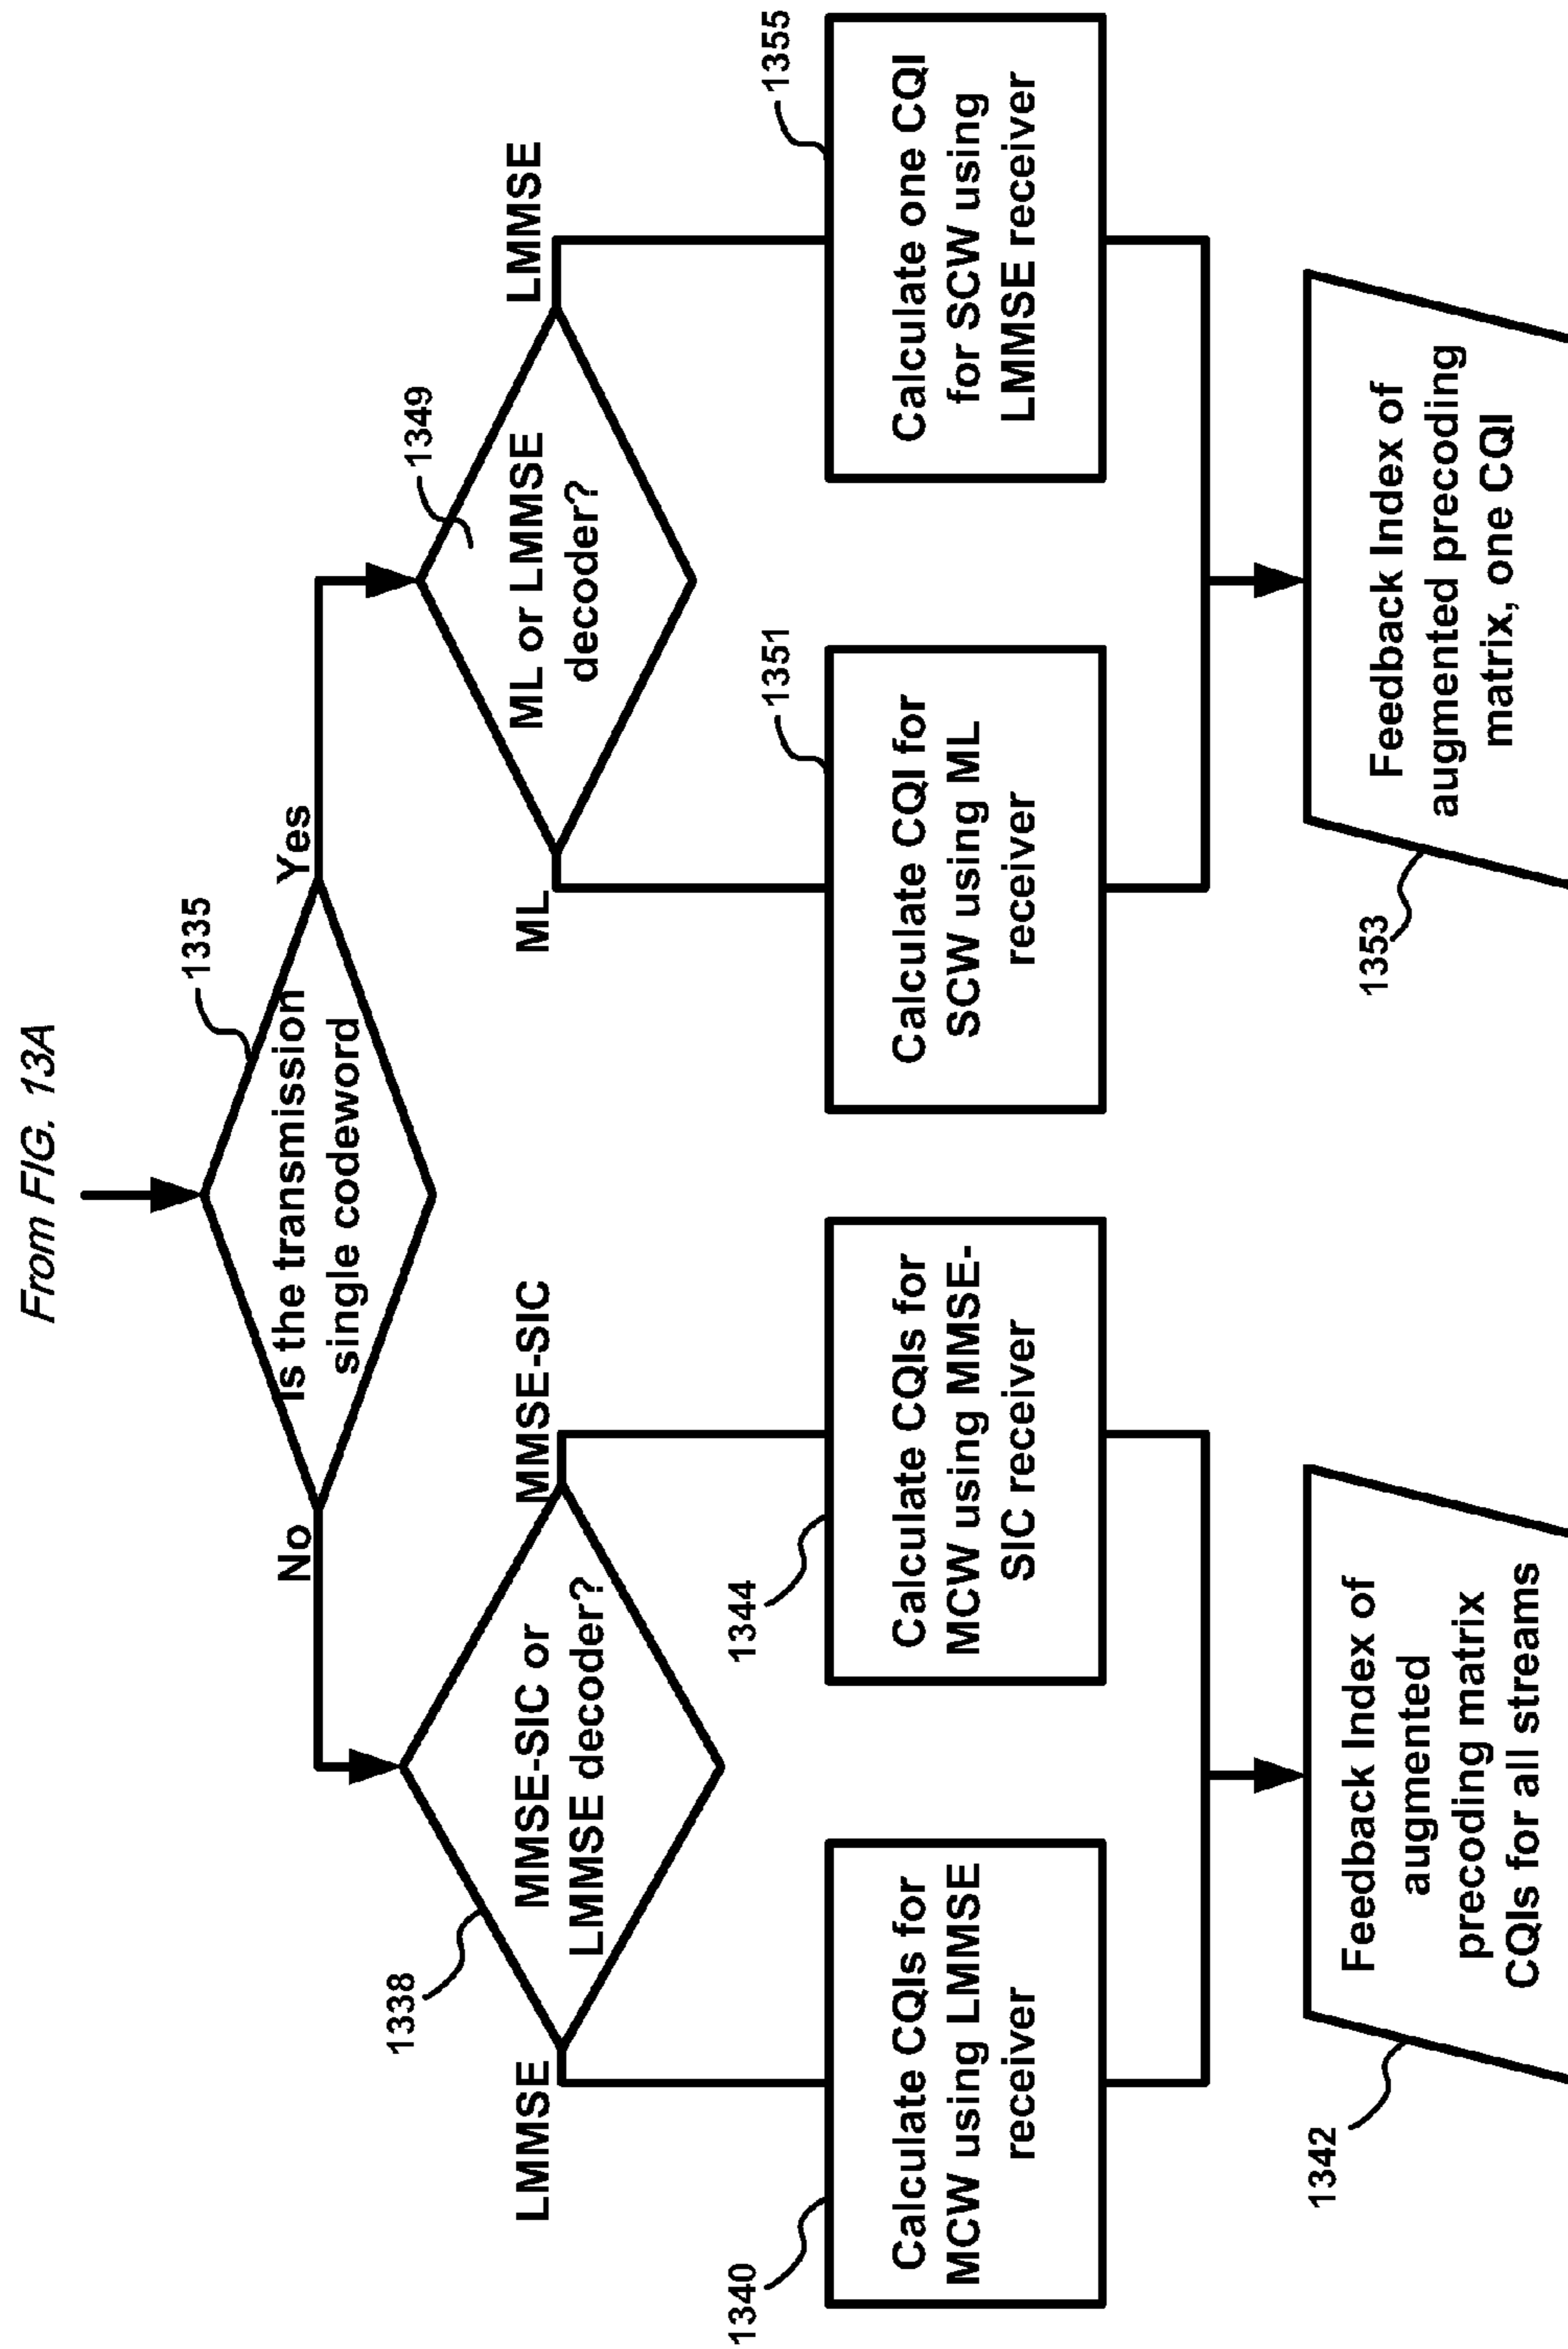 From FIG. 13A
1335
Is the transmission
single codeword
No
Yes
1338
MMSE-SIC or
LMMSE decoder?
LMMSE
MMSE-SIC
1349
ML or LMMSE
decoder?
ML
LMMSE
1340
Calculate CQIs for
MCW using LMMSE
receiver
1344
Calculate CQIs for
MCW using MMSE-
SIC receiver
1351
Calculate CQI for
SCW using ML
receiver
1355
Calculate one CQI
for SCW using
LMMSE receiver
1342
Feedback Index of
augmented
precoding matrix
CQIs for all streams
1353
Feedback Index of
augmented precoding
matrix, one CQI